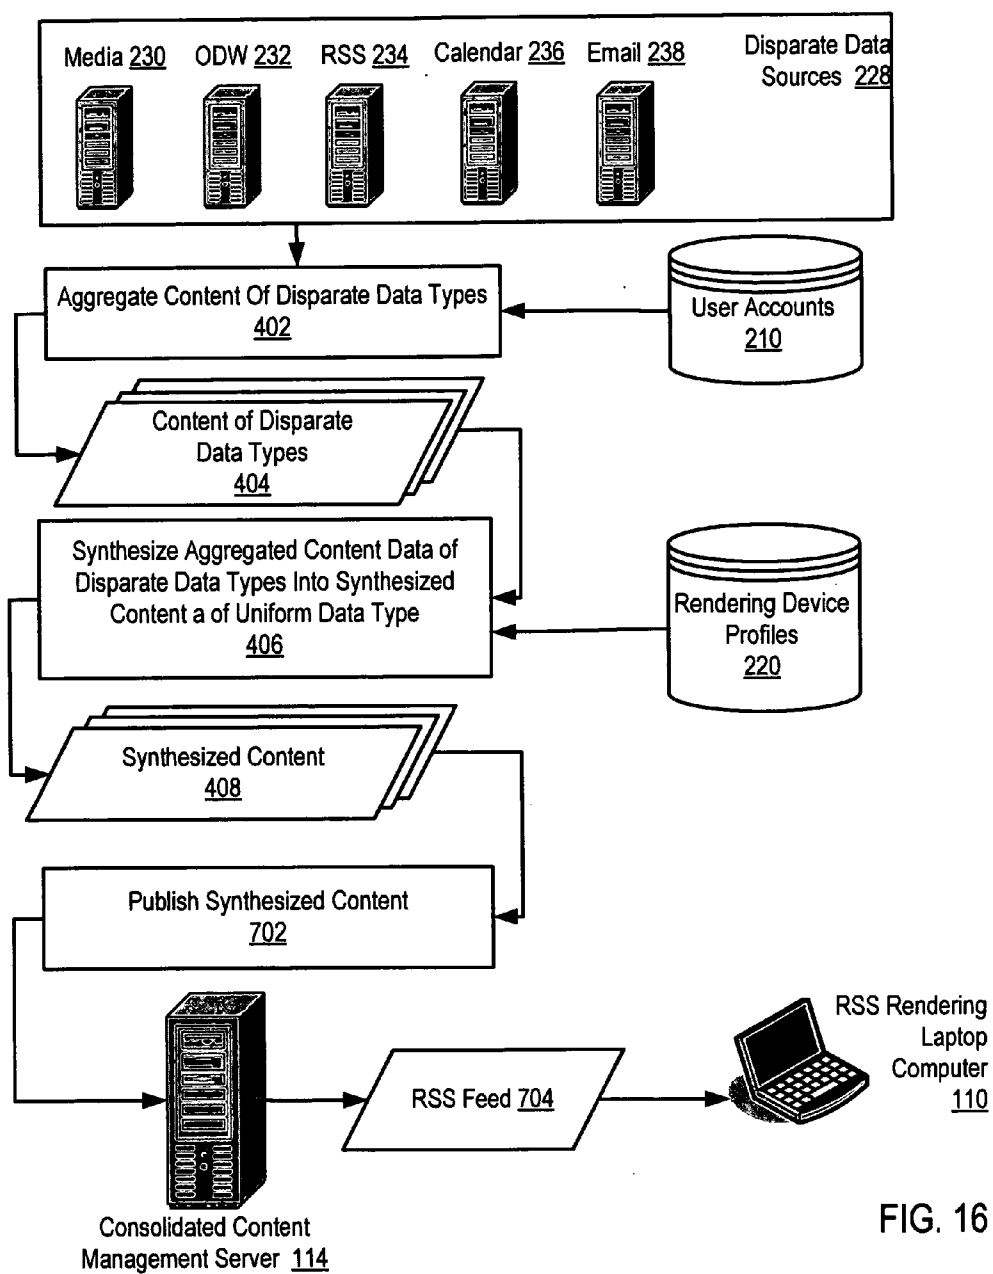 Media 230 ODW 232 RSS 234 Calendar 236 Email 238 Disparate Data
Sources 228
Aggregate Content Of Disparate Data Types
402
User Accounts
210
Content of Disparate
Data Types
404
Synthesize Aggregated Content Data of
Disparate Data Types Into Synthesized
Content a of Uniform Data Type
406
Rendering Device
Profiles
220
Synthesized Content
408
Publish Synthesized Content
702
RSS Rendering
Laptop
Computer
110
RSS Feed 704
Consolidated Content
Management Server 114
FIG. 16